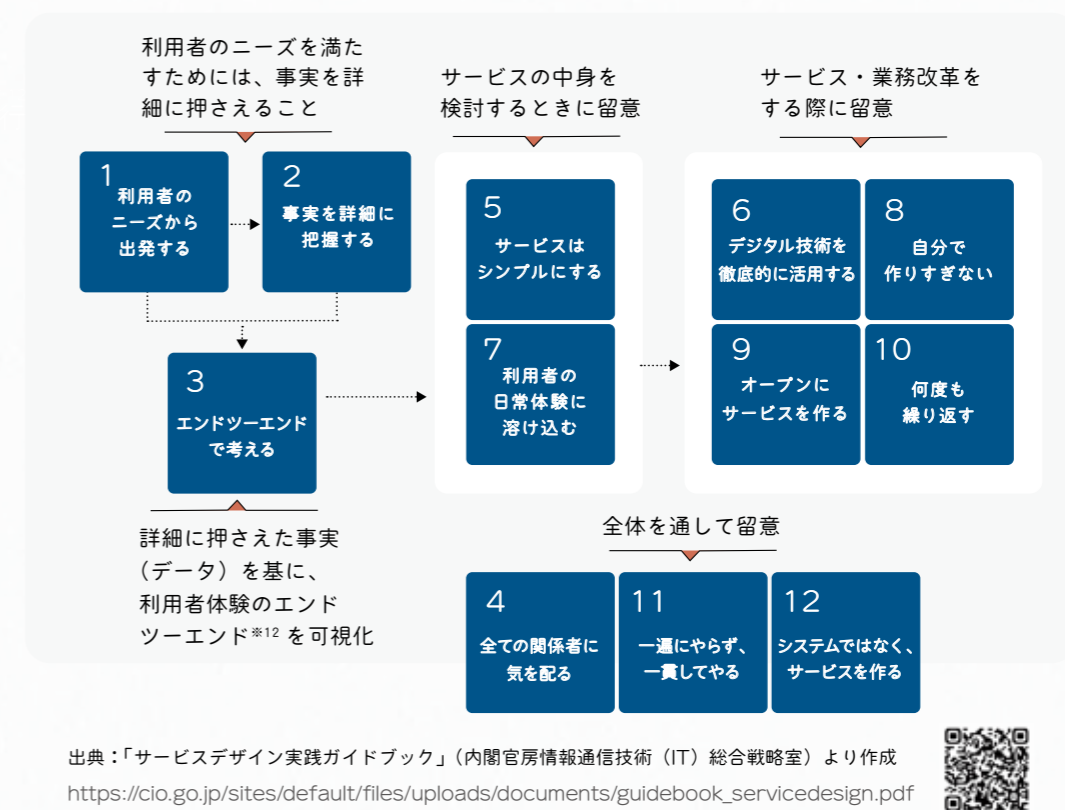 利用者のニーズを満た
すためには、事実を詳
細に押さえること
サービスの中身を
検討するときに留意
サービス・業務改革を
する際に留意
1
利用者の
ニーズから
出発する
2
事実を詳細に
把握する
3
エンドツーエンド
で考える
詳細に押さえた事実
（データ）を基に、
利用者体験のエンド
ツーエンド※12 を可視化
5
サービスは
シンプルにする
7
利用者の
日常体験に
溶け込む
6
デジタル技術を
徹底的に活用する
8
自分で
作りすぎない
9
オープンに
サービスを作る
10
何度も
繰り返す
全体を通して留意
4
全ての関係者に
気を配る
11
一遍にやらず、
一貫してやる
12
システムではなく、
サービスを作る
出典：「サービスデザイン実践ガイドブック」（内閣官房情報通信技術（IT）総合戦略室）より作成
https://cio.go.jp/sites/default/files/uploads/documents/guidebook_servicedesign.pdf